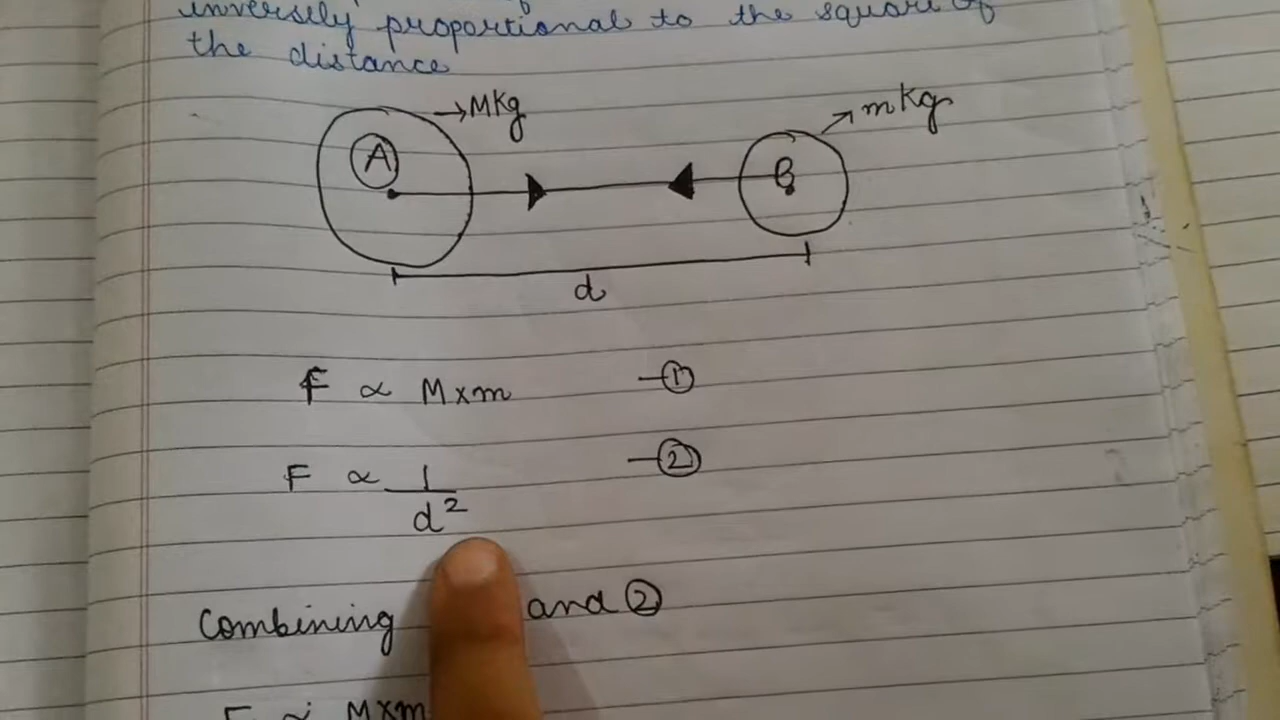 inversely proportional to the square of
the distance
→MKg
→mKg
A
B
d
F ∝ M×m —①
F ∝ 1/d² —②
Combining and ②
F ∝ M×m